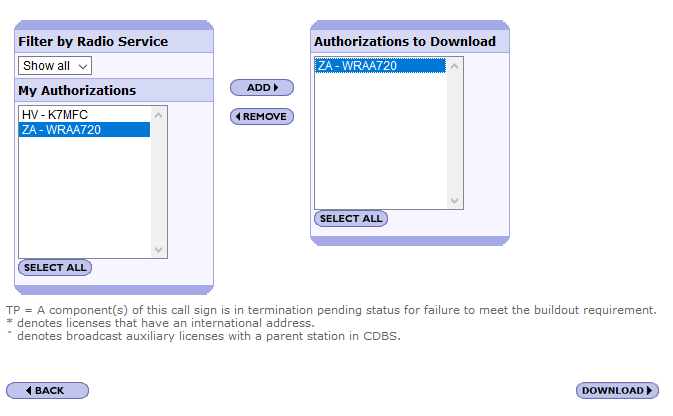 Filter by Radio Service
Show all
My Authorizations
HV - K7MFC
ZA - WRAA720
SELECT ALL
ADD
REMOVE
Authorizations to Download
ZA - WRAA720
SELECT ALL
TP = A component(s) of this call sign is in termination pending status for failure to meet the buildout requirement.
* denotes licenses that have an international address.
^ denotes broadcast auxiliary licenses with a parent station in CDBS.
BACK
DOWNLOAD